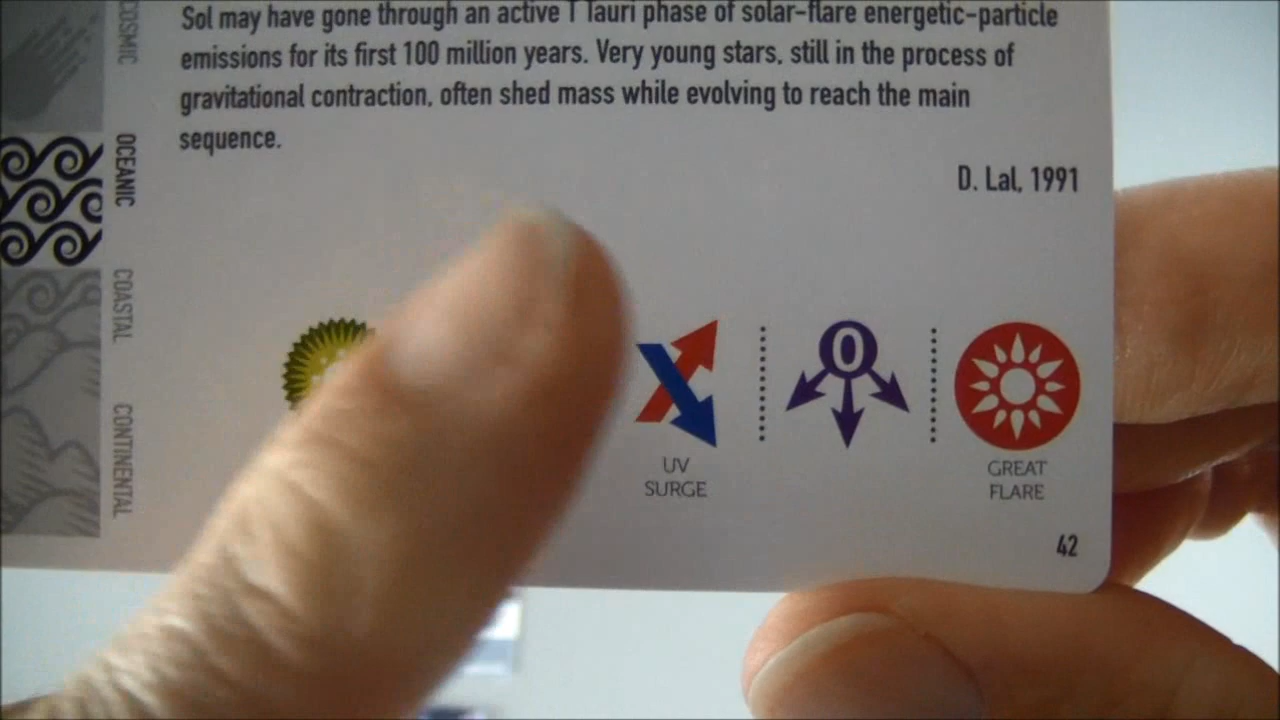 Sol may have gone through an active T Tauri phase of solar-flare energetic-particle
emissions for its first 100 million years. Very young stars, still in the process of
gravitational contraction, often shed mass while evolving to reach the main
sequence.
D. Lal, 1991
COSMIC
OCEANIC
COASTAL
CONTINENTAL
0
UV
SURGE
GREAT
FLARE
42